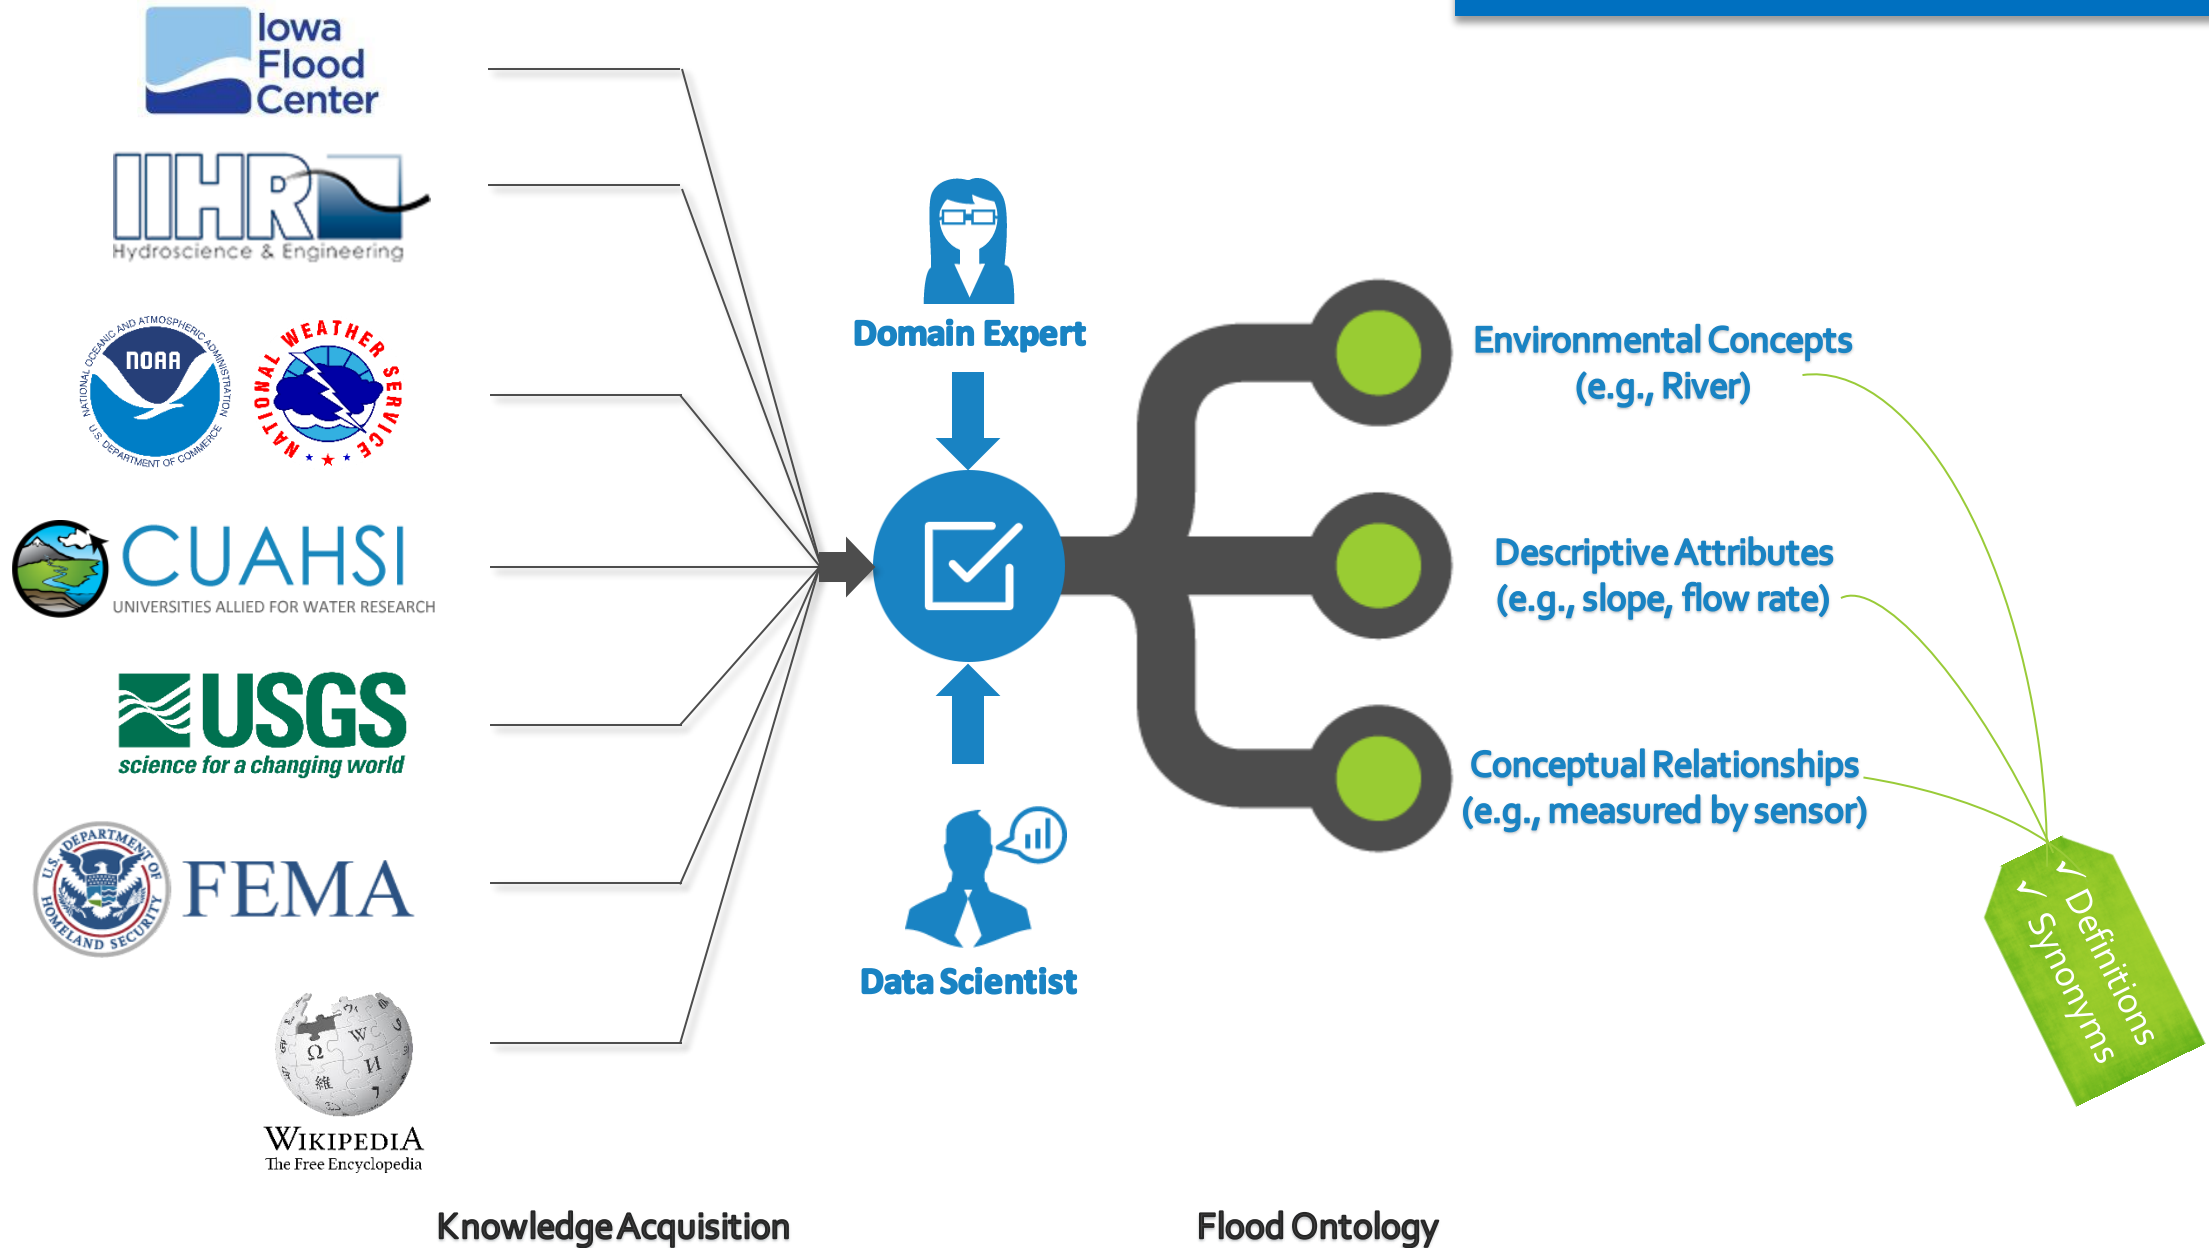 Iowa
Flood
Center
IIHR
Hydroscience & Engineering
NATIONAL OCEANIC AND ATMOSPHERIC ADMINISTRATION
NOAA
U.S. DEPARTMENT OF COMMERCE
NATIONAL WEATHER SERVICE
CUAHSI
UNIVERSITIES ALLIED FOR WATER RESEARCH
USGS
science for a changing world
U.S. DEPARTMENT OF
HOMELAND SECURITY
FEMA
Ω
W
И
維
WIKIPEDIA
The Free Encyclopedia
Knowledge Acquisition
Domain Expert
Data Scientist
Environmental Concepts
(e.g., River)
Descriptive Attributes
(e.g., slope, flow rate)
Conceptual Relationships
(e.g., measured by sensor)
✓ Definitions
✓ Synonyms
Flood Ontology